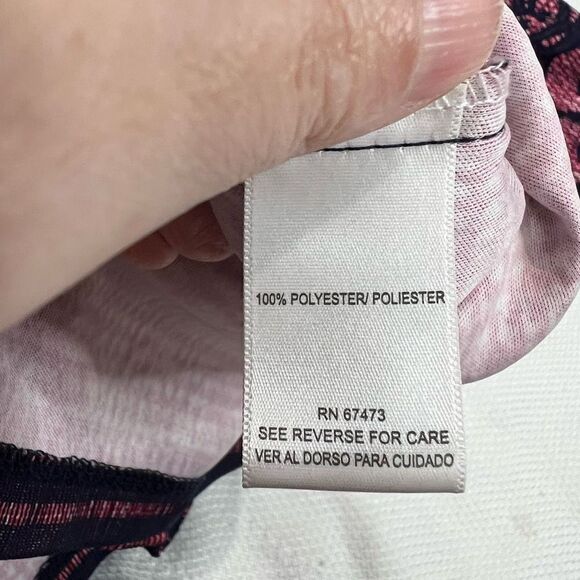 100% POLYESTER/ POLIESTER
RN 67473
SEE REVERSE FOR CARE
VER AL DORSO PARA CUIDADO